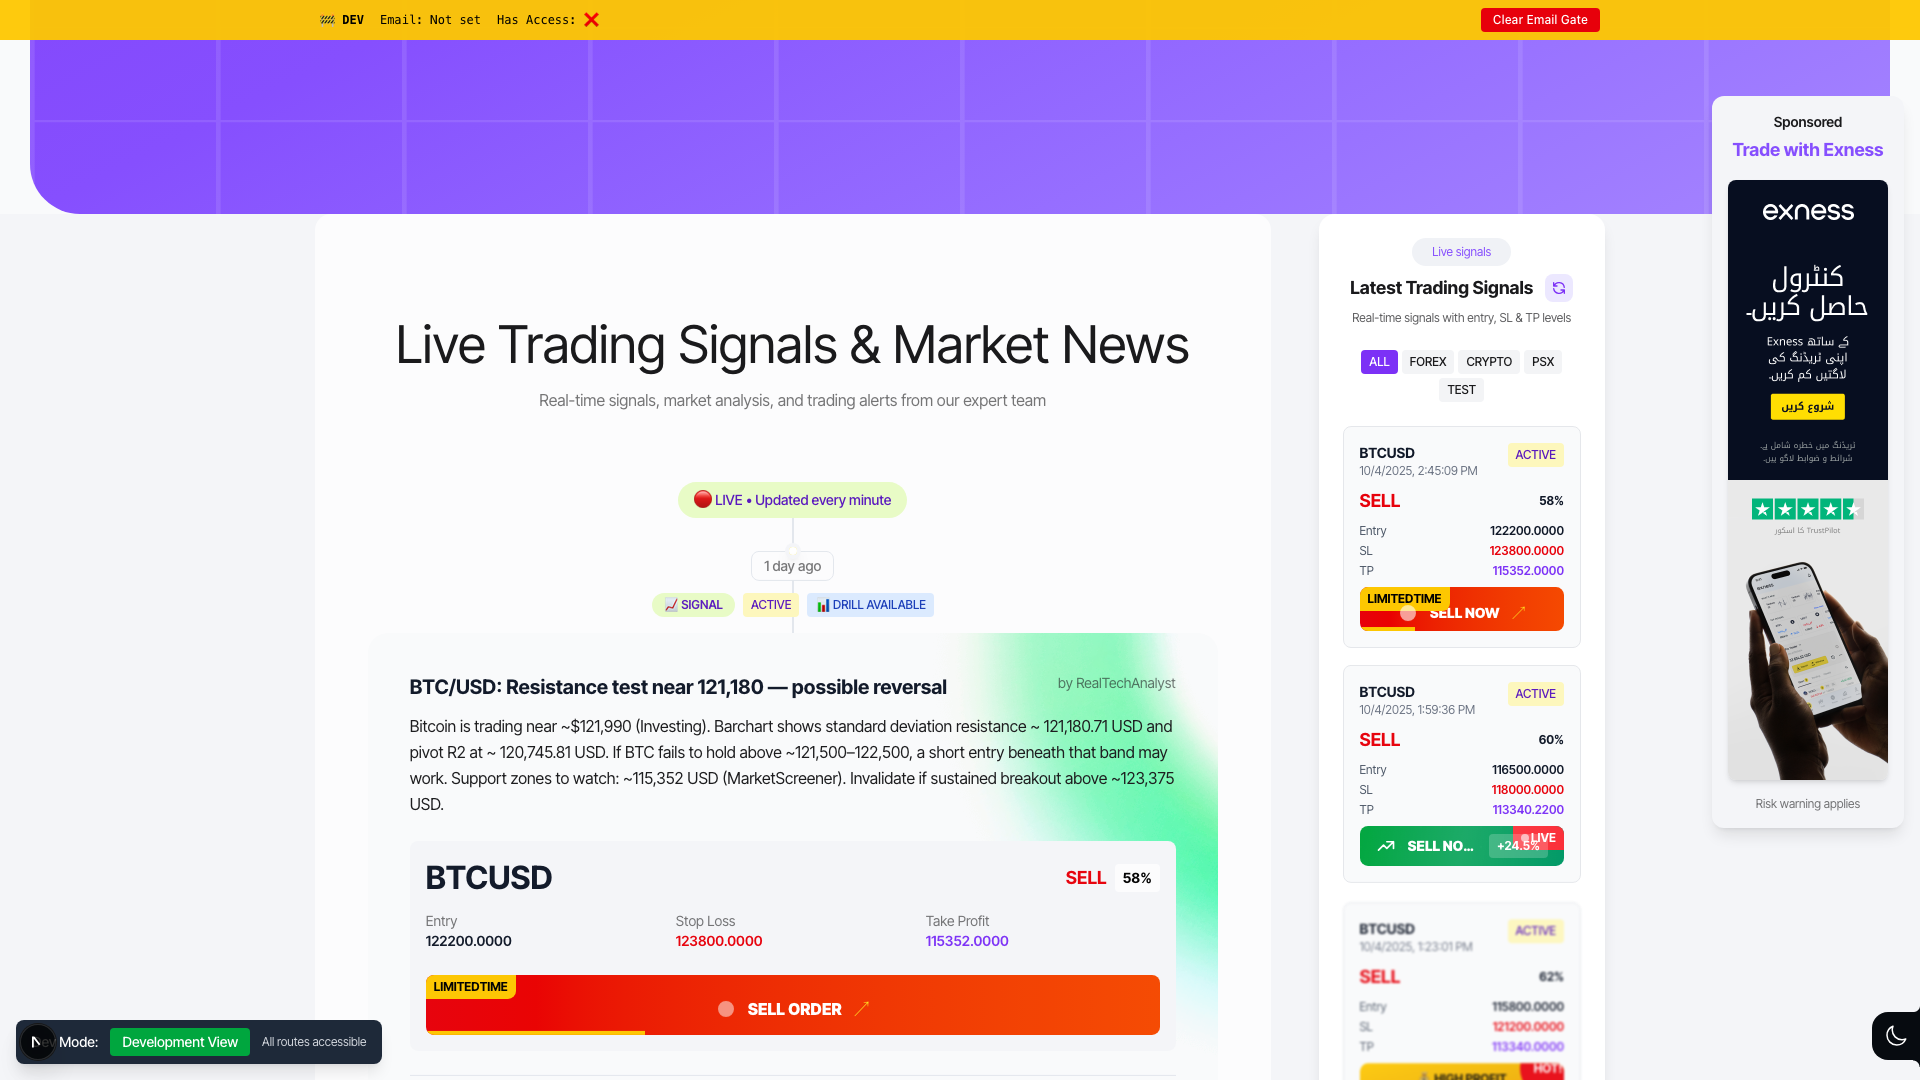 DEV Email: Not set Has Access: ❌
Clear Email Gate
Live Trading Signals & Market News
Real-time signals, market analysis, and trading alerts from our expert team
🔴 LIVE • Updated every minute
1 day ago
📈 SIGNAL
ACTIVE
📊 DRILL AVAILABLE
BTC/USD: Resistance test near 121,180 — possible reversal
by RealTechAnalyst
Bitcoin is trading near ~$121,990 (Investing). Barchart shows standard deviation resistance ~ 121,180.71 USD and
pivot R2 at ~ 120,745.81 USD. If BTC fails to hold above ~121,500–122,500, a short entry beneath that band may
work. Support zones to watch: ~115,352 USD (MarketScreener). Invalidate if sustained breakout above ~123,375
USD.
BTCUSD
SELL 58%
Entry
122200.0000
Stop Loss
123800.0000
Take Profit
115352.0000
LIMITEDTIME
SELL ORDER
Live signals
Latest Trading Signals
Real-time signals with entry, SL & TP levels
ALL FOREX CRYPTO PSX
TEST
BTCUSD ACTIVE
10/4/2025, 2:45:09 PM
SELL 58%
Entry 122200.0000
SL 123800.0000
TP 115352.0000
LIMITEDTIME
SELL NOW
BTCUSD ACTIVE
10/4/2025, 1:59:36 PM
SELL 60%
Entry 116500.0000
SL 118000.0000
TP 113340.2200
LIVE
SELL NO... +24.5%
BTCUSD ACTIVE
10/4/2025, 1:23:01 PM
SELL 62%
Entry 115800.0000
SL 121200.0000
TP 113340.0000
HOT!
HIGH PROFIT
Sponsored
Trade with Exness
exness
کنٹرول
حاصل کریں۔
Exness کے ساتھ
اپنی ٹریڈنگ کی
لاگتیں کم کریں۔
شروع کریں
ٹریڈنگ میں خطرہ شامل ہے۔
شرائط و ضوابط لاگو ہیں۔
TrustPilot کا اسکور
Risk warning applies
N
Mode: Development View All routes accessible